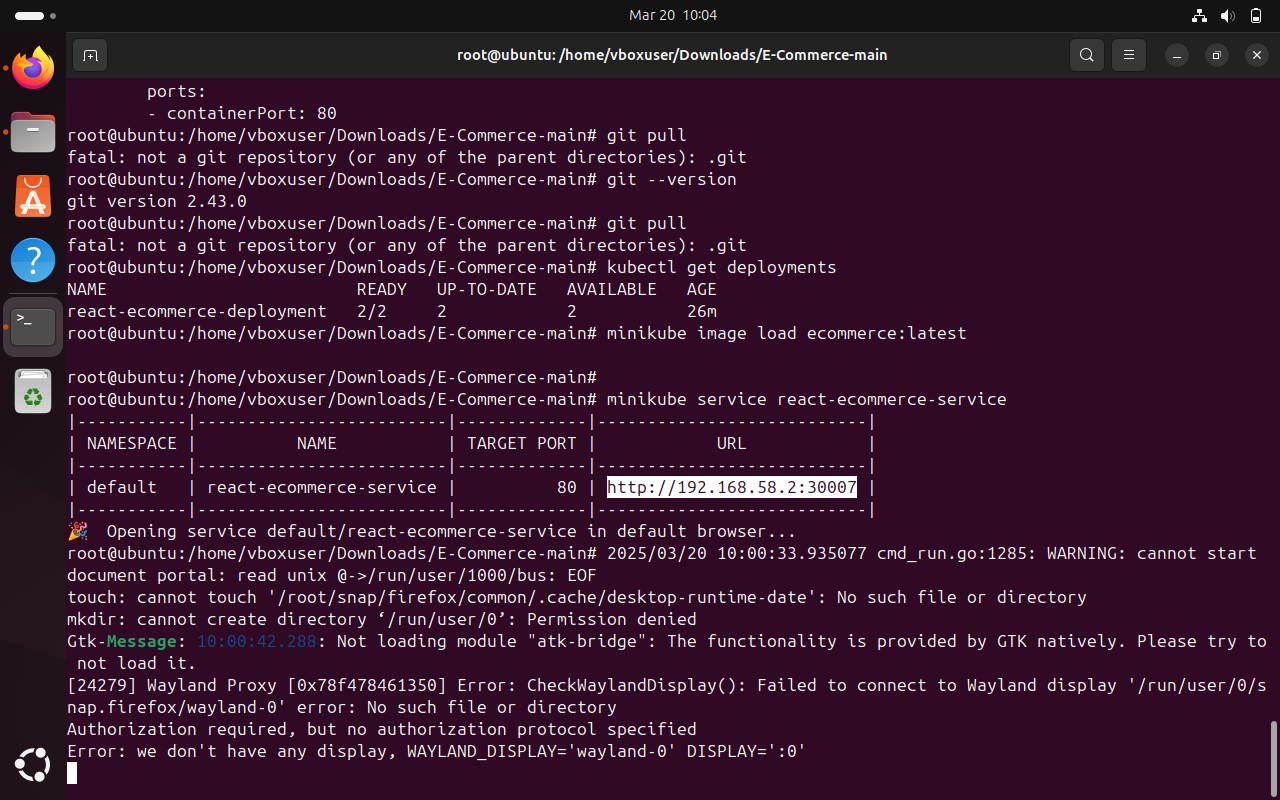 Mar 20 10:04
root@ubuntu: /home/vboxuser/Downloads/E-Commerce-main
        ports:
        - containerPort: 80
root@ubuntu:/home/vboxuser/Downloads/E-Commerce-main# git pull
fatal: not a git repository (or any of the parent directories): .git
root@ubuntu:/home/vboxuser/Downloads/E-Commerce-main# git --version
git version 2.43.0
root@ubuntu:/home/vboxuser/Downloads/E-Commerce-main# git pull
fatal: not a git repository (or any of the parent directories): .git
root@ubuntu:/home/vboxuser/Downloads/E-Commerce-main# kubectl get deployments
NAME                         READY   UP-TO-DATE   AVAILABLE   AGE
react-ecommerce-deployment   2/2     2            2           26m
root@ubuntu:/home/vboxuser/Downloads/E-Commerce-main# minikube image load ecommerce:latest
root@ubuntu:/home/vboxuser/Downloads/E-Commerce-main#
root@ubuntu:/home/vboxuser/Downloads/E-Commerce-main# minikube service react-ecommerce-service
|-----------|-------------------------|-------------|---------------------------|
| NAMESPACE |          NAME           | TARGET PORT |            URL            |
|-----------|-------------------------|-------------|---------------------------|
| default   | react-ecommerce-service |          80 | http://192.168.58.2:30007 |
|-----------|-------------------------|-------------|---------------------------|
🎉  Opening service default/react-ecommerce-service in default browser...
root@ubuntu:/home/vboxuser/Downloads/E-Commerce-main# 2025/03/20 10:00:33.935077 cmd_run.go:1285: WARNING: cannot start
document portal: read unix @->/run/user/1000/bus: EOF
touch: cannot touch '/root/snap/firefox/common/.cache/desktop-runtime-date': No such file or directory
mkdir: cannot create directory ‘/run/user/0’: Permission denied
Gtk-Message: 10:00:42.288: Not loading module "atk-bridge": The functionality is provided by GTK natively. Please try to
 not load it.
[24279] Wayland Proxy [0x78f478461350] Error: CheckWaylandDisplay(): Failed to connect to Wayland display '/run/user/0/s
nap.firefox/wayland-0' error: No such file or directory
Authorization required, but no authorization protocol specified
Error: we don't have any display, WAYLAND_DISPLAY='wayland-0' DISPLAY=':0'